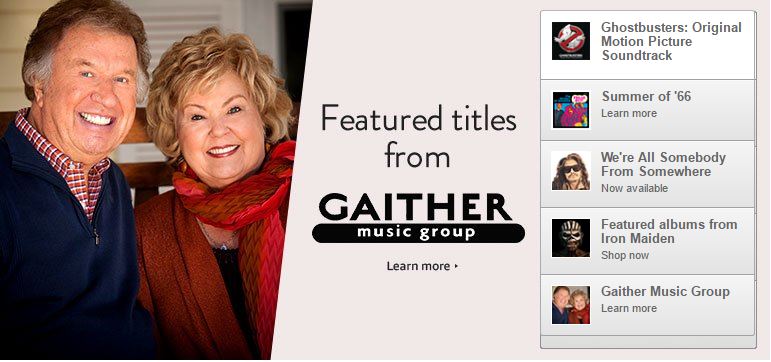 Featured titles
from
GAITHER
music group
Learn more ›
Ghostbusters: Original
Motion Picture
Soundtrack
Summer of '66
Learn more
We're All Somebody
From Somewhere
Now available
Featured albums from
Iron Maiden
Shop now
Gaither Music Group
Learn more